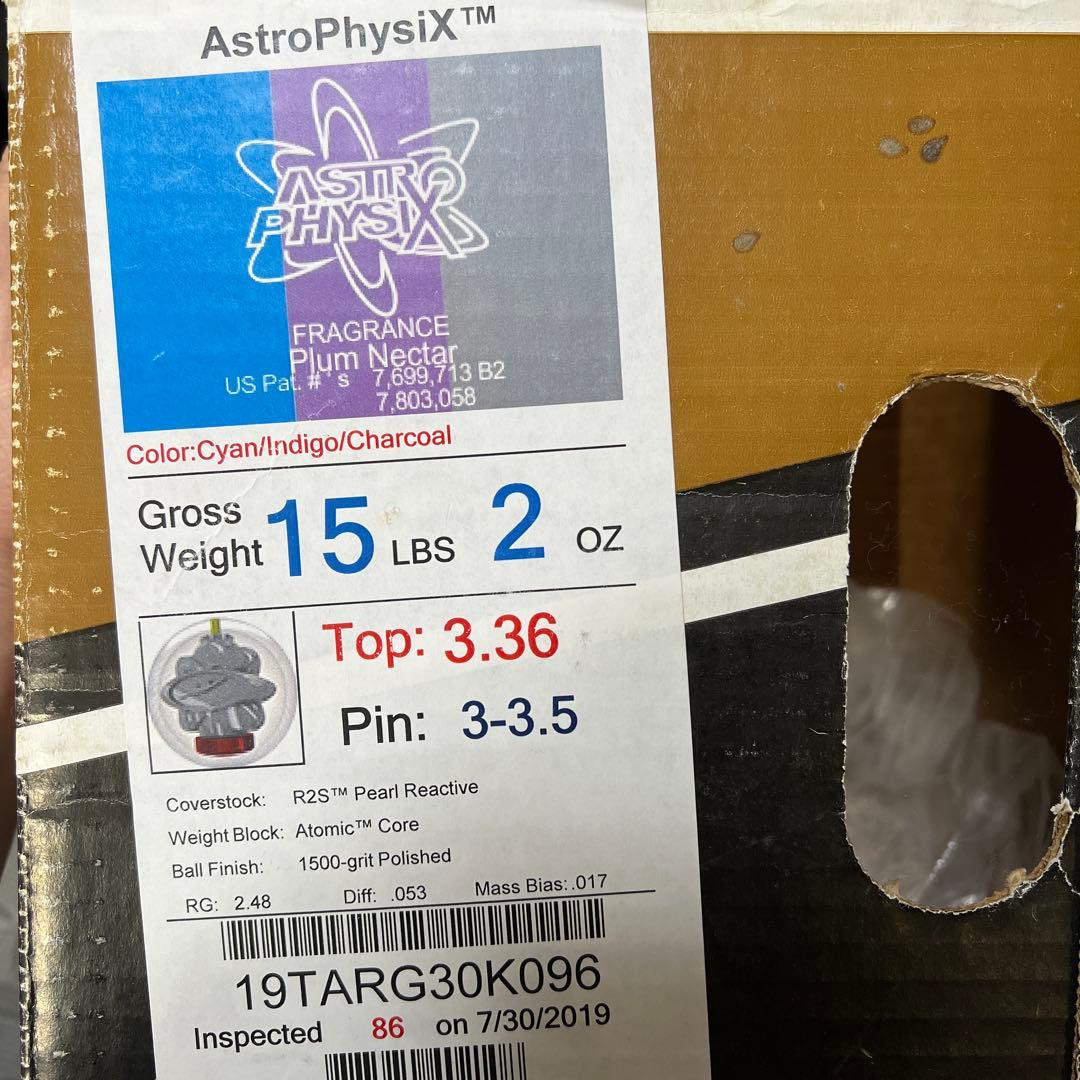 AstroPhysiX™
ASTRO
PHYSIX
FRAGRANCE
Plum Nectar
US Pat. # ' s 7,699,713 B2
7,803,058
Color:Cyan/Indigo/Charcoal
Gross
Weight 15 LBS 2 OZ
Top: 3.36
Pin: 3-3.5
Coverstock: R2S™ Pearl Reactive
Weight Block: Atomic™ Core
Ball Finish: 1500-grit Polished
RG: 2.48 Diff: .053 Mass Bias:.017
19TARG30K096
Inspected 86 on 7/30/2019